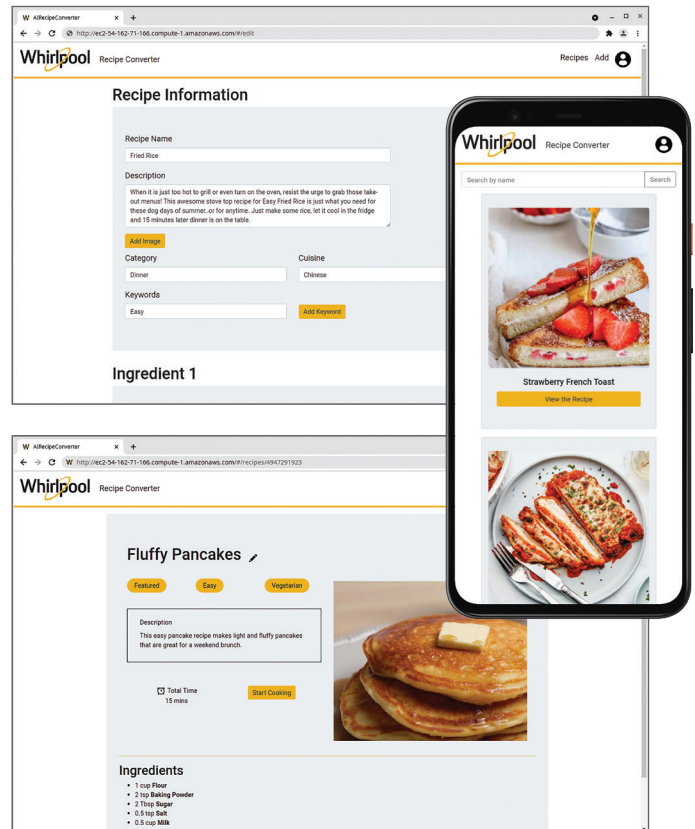 W AIRecipeConverter × +
http://ec2-54-162-71-166.compute-1.amazonaws.com/#/edit
Whirlpool Recipe Converter
Recipes Add
Recipe Information
Recipe Name
Fried Rice
Description
When it is just too hot to grill or even turn on the oven, resist the urge to grab those take-
out menus! This awesome stove top recipe for Easy Fried Rice is just what you need for
these dog days of summer..or for anytime. Just make some rice, let it cool in the fridge
and 15 minutes later dinner is on the table.
Add Image
Category Cuisine
Dinner Chinese
Keywords
Easy Add Keyword
Ingredient 1
Whirlpool Recipe Converter
Search by name Search
Strawberry French Toast
View the Recipe
W AIRecipeConverter × +
W http://ec2-54-162-71-166.compute-1.amazonaws.com/#/recipes/4947291923
Whirlpool Recipe Converter
Fluffy Pancakes
Featured Easy Vegetarian
Description
This easy pancake recipe makes light and fluffy pancakes
that are great for a weekend brunch.
Total Time
15 mins
Start Cooking
Ingredients
• 1 cup Flour
• 2 tsp Baking Powder
• 2 Tbsp Sugar
• 0.5 tsp Salt
• 0.5 cup Milk